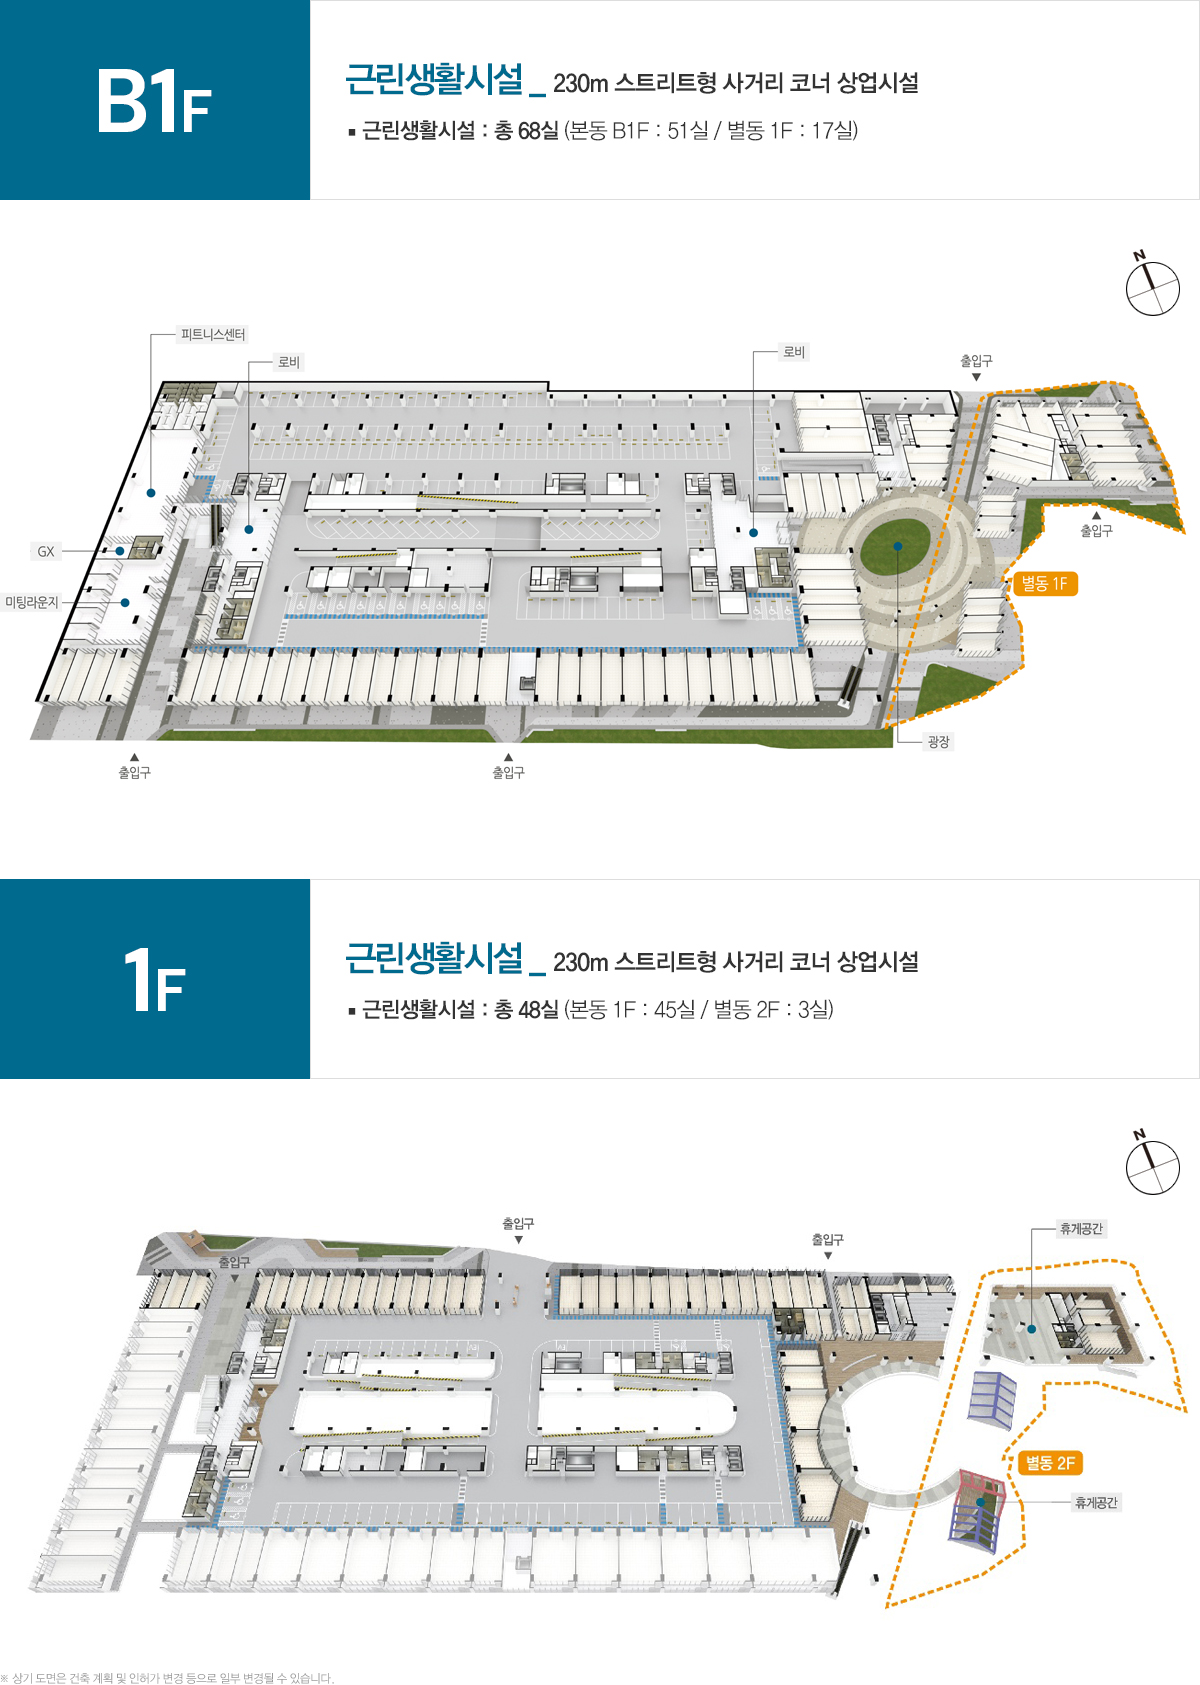 B1F
근린생활시설_ 230m 스트리트형 사거리 코너 상업시설
▪ 근린생활시설 : 총 68실 (본동 B1F : 51실 / 별동 1F : 17실)
N
피트니스센터
로비
로비
출입구
GX
미팅라운지
출입구
별동 1F
광장
출입구
출입구
1F
근린생활시설_ 230m 스트리트형 사거리 코너 상업시설
▪ 근린생활시설 : 총 48실 (본동 1F : 45실 / 별동 2F : 3실)
N
출입구
휴게공간
출입구
출입구
별동 2F
휴게공간
※ 상기 도면은 건축 계획 및 인허가 변경 등으로 일부 변경될 수 있습니다.